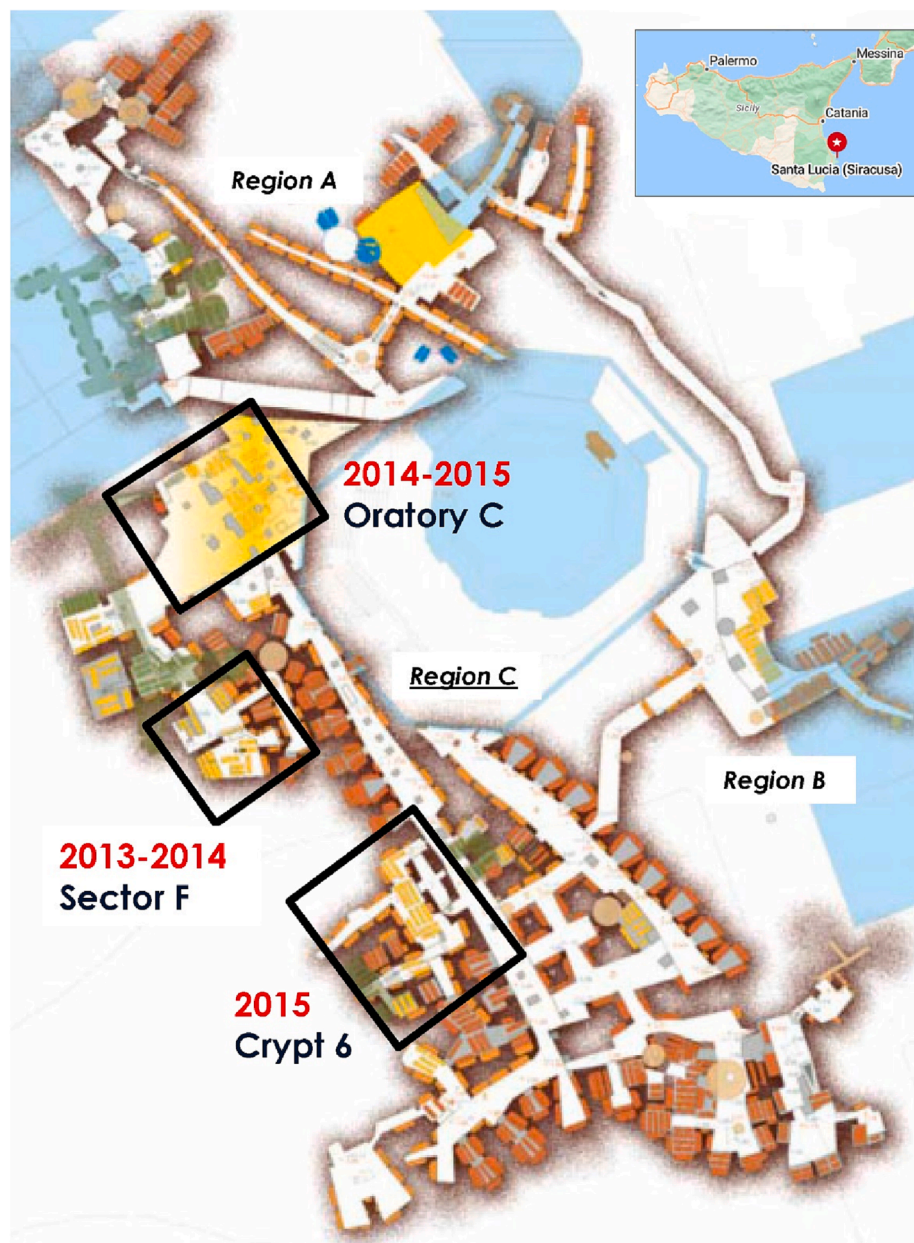 Palermo
Messina
Sicily
Catania
Santa Lucia (Siracusa)
Region A
2014-2015
Oratory C
Region C
Region B
2013-2014
Sector F
2015
Crypt 6